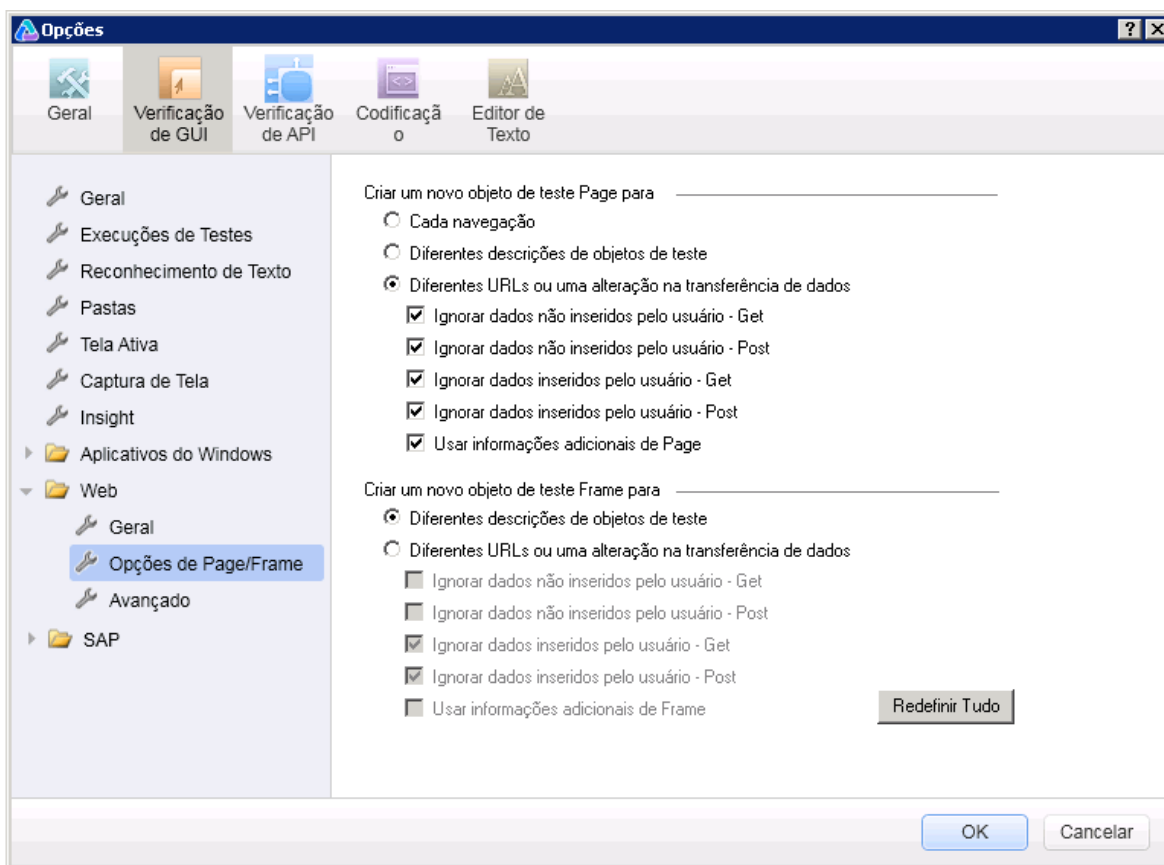 Opções
Geral
Verificação
de GUI
Verificação
de API
Codificaçã
o
Editor de
Texto
Geral
Execuções de Testes
Reconhecimento de Texto
Pastas
Tela Ativa
Captura de Tela
Insight
Aplicativos do Windows
Web
Geral
Opções de Page/Frame
Avançado
SAP
Criar um novo objeto de teste Page para
Cada navegação
Diferentes descrições de objetos de teste
Diferentes URLs ou uma alteração na transferência de dados
Ignorar dados não inseridos pelo usuário - Get
Ignorar dados não inseridos pelo usuário - Post
Ignorar dados inseridos pelo usuário - Get
Ignorar dados inseridos pelo usuário - Post
Usar informações adicionais de Page
Criar um novo objeto de teste Frame para
Diferentes descrições de objetos de teste
Diferentes URLs ou uma alteração na transferência de dados
Ignorar dados não inseridos pelo usuário - Get
Ignorar dados não inseridos pelo usuário - Post
Ignorar dados inseridos pelo usuário - Get
Ignorar dados inseridos pelo usuário - Post
Usar informações adicionais de Frame
Redefinir Tudo
OK
Cancelar